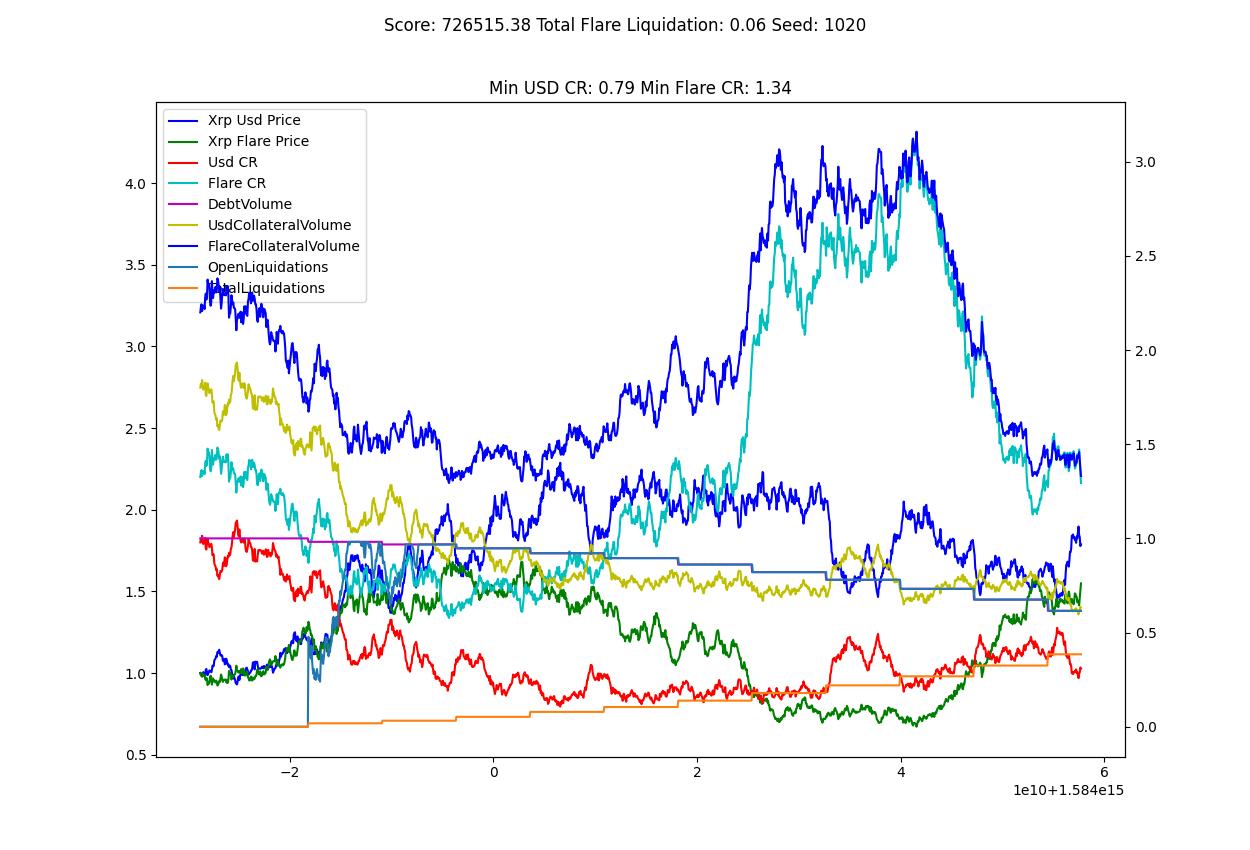 Score: 726515.38 Total Flare Liquidation: 0.06 Seed: 1020
Min USD CR: 0.79 Min Flare CR: 1.34
Xrp Usd Price
Xrp Flare Price
Usd CR
Flare CR
DebtVolume
UsdCollateralVolume
FlareCollateralVolume
OpenLiquidations
TotalLiquidations
4.0
3.5
3.0
2.5
2.0
1.5
1.0
0.5
3.0
2.5
2.0
1.5
1.0
0.5
0.0
−2
0
2
4
6
1e10+1.584e15